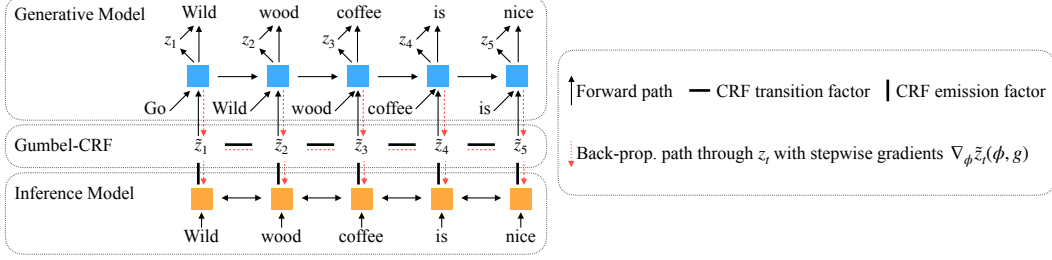 Generative Model
Wild wood coffee is nice
z₁ z₂ z₃ z₄ z₅
Go Wild wood coffee is
Gumbel-CRF
z̃₁ z̃₂ z̃₃ z̃₄ z̃₅
Inference Model
Wild wood coffee is nice
Forward path CRF transition factor CRF emission factor
Back-prop. path through zₜ with stepwise gradients ∇_ϕ z̃ₜ(ϕ, g)